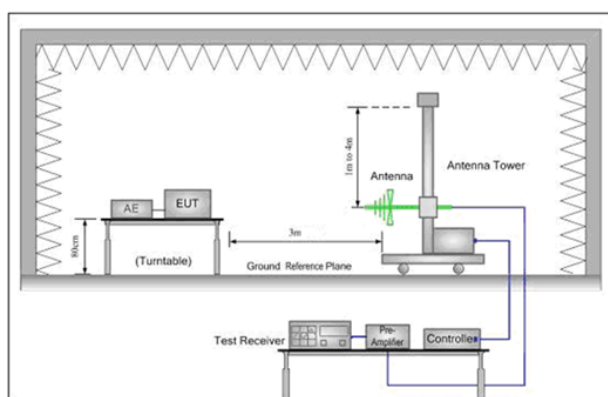 1m to 4m
Antenna
Antenna Tower
AE
EUT
80cm
(Turntable)
3m
Ground Reference Plane
Test Receiver
Pre-
Amplifier
Controller